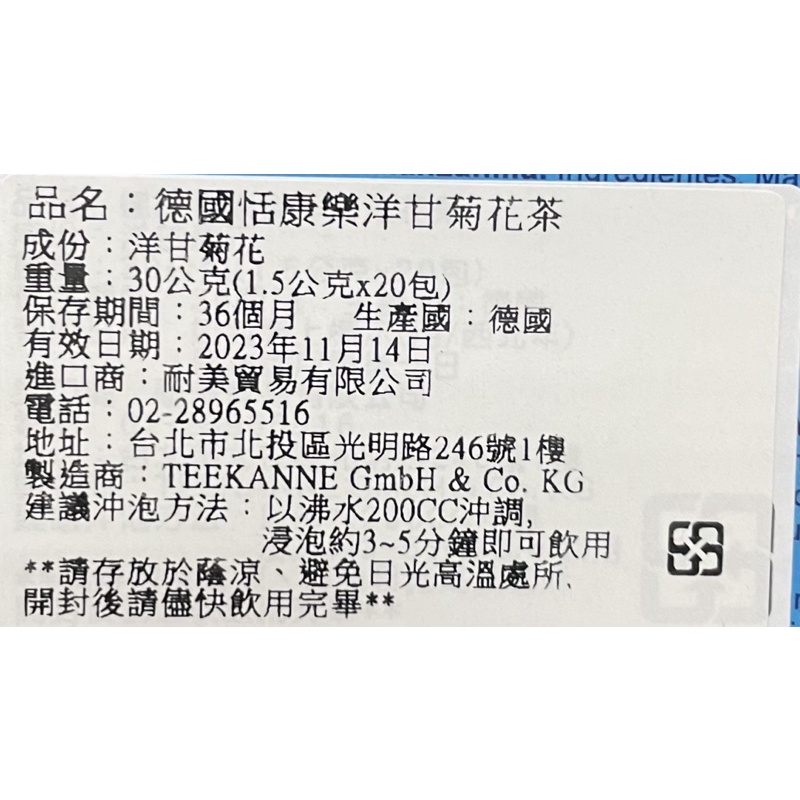 Ingredientes. Ma
品名：德國恬康樂洋甘菊花茶
成份：洋甘菊花
重量：30公克(1.5公克x20包)
保存期間：36個月 生產國：德國
有效日期：2023年11月14日
進口商：耐美貿易有限公司
電話：02-28965516
地址：台北市北投區光明路246號1樓
製造商：TEEKANNE GmbH & Co. KG
建議沖泡方法：以沸水200CC沖調,
浸泡約3~5分鐘即可飲用
**請存放於蔭涼、避免日光高溫處所,
開封後請儘快飲用完畢**